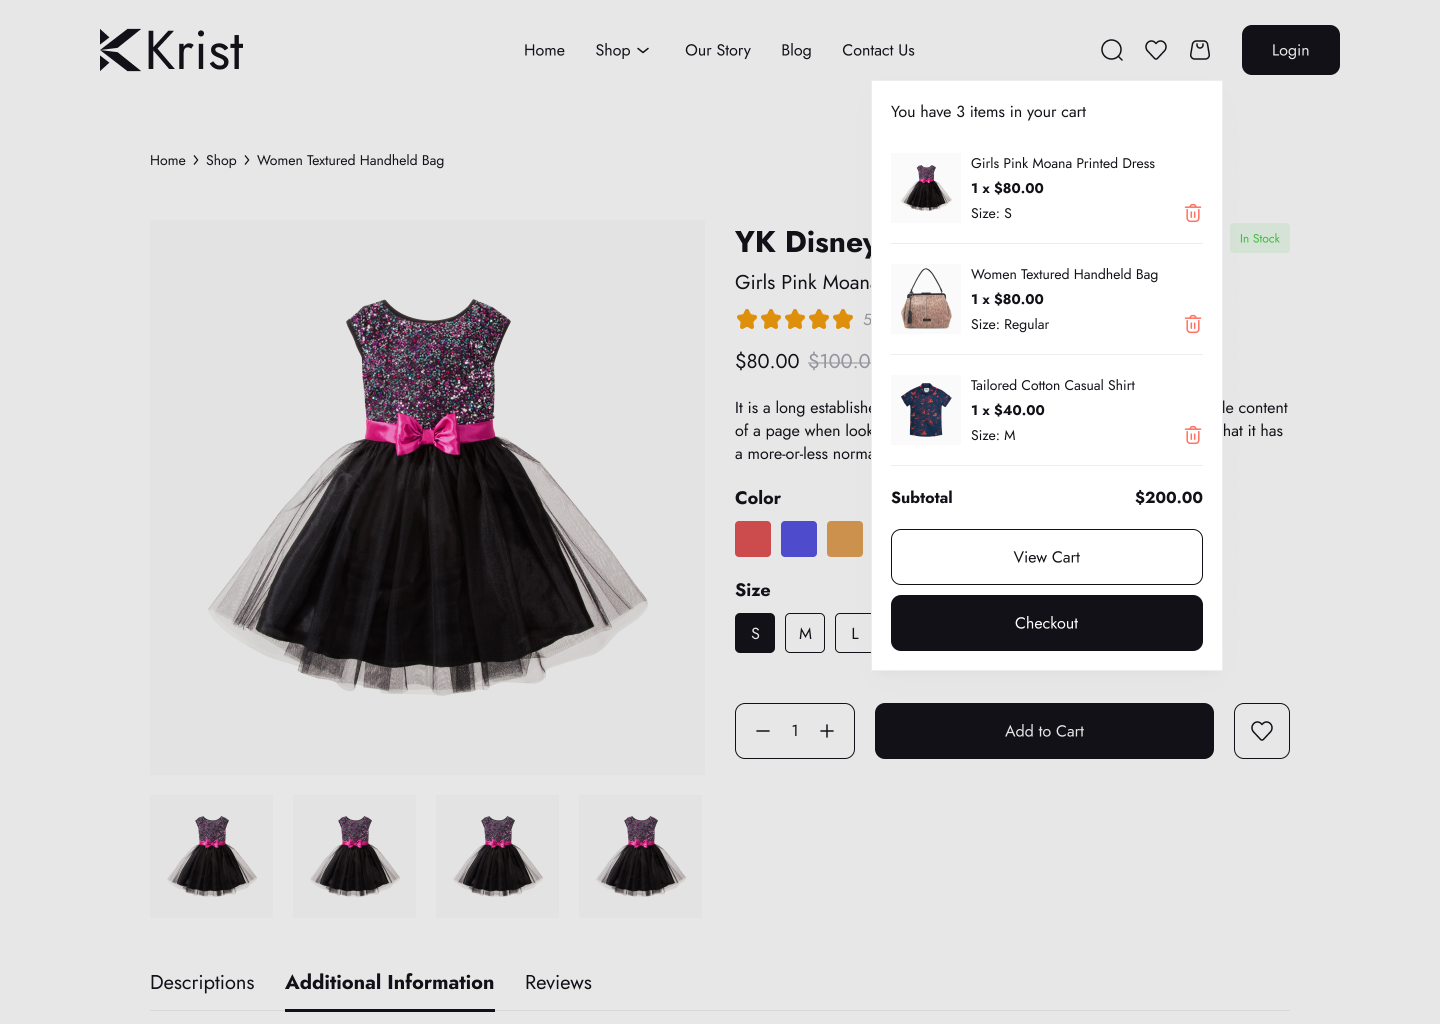 Krist
Home
Shop
Our Story
Blog
Contact Us
Login
You have 3 items in your cart
Girls Pink Moana Printed Dress
1 x $80.00
Size: S
Women Textured Handheld Bag
1 x $80.00
Size: Regular
Tailored Cotton Casual Shirt
1 x $40.00
Size: M
Subtotal $200.00
View Cart
Checkout
Home > Shop > Women Textured Handheld Bag
YK Disney
In Stock
Girls Pink Moana
5
$80.00 $100.0
It is a long establishe le content
of a page when look hat it has
a more-or-less norma
Color
Size
S
M
L
1
Add to Cart
Descriptions
Additional Information
Reviews